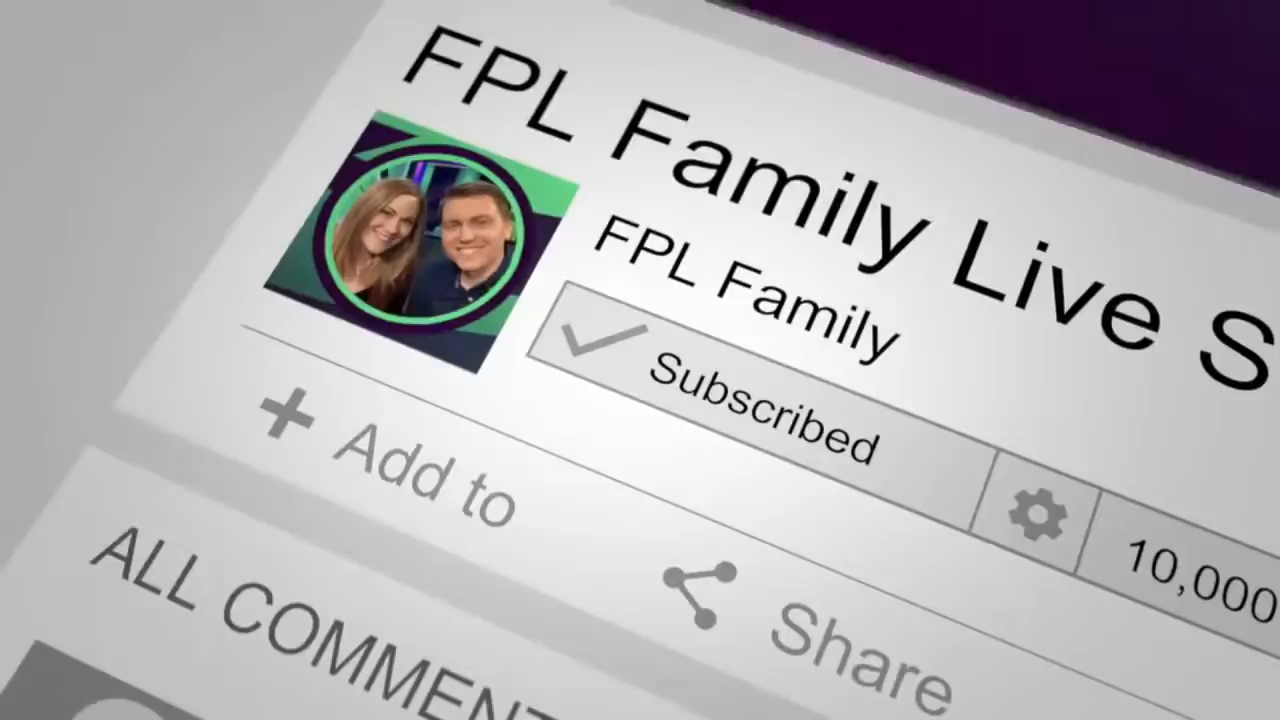 FPL Family Live S
FPL Family
Subscribed
10,000
Add to
Share
ALL COMMENT